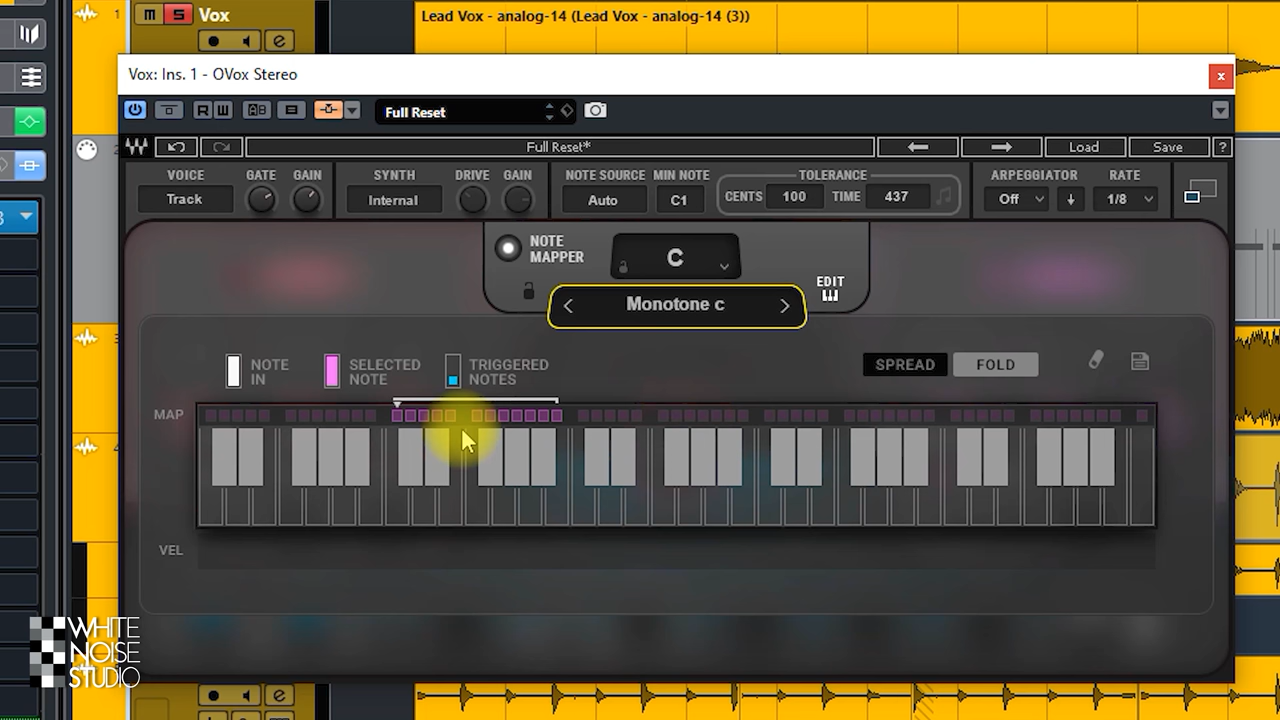 1
M S Vox
Lead Vox - analog-14 (Lead Vox - analog-14 (3))
Vox: Ins. 1 - OVox Stereo
x
R W
Full Reset
Full Reset*
Load
Save
?
VOICE
GATE
GAIN
SYNTH
DRIVE
GAIN
NOTE SOURCE
MIN NOTE
TOLERANCE
ARPEGGIATOR
RATE
Track
Internal
Auto
C1
CENTS
100
TIME
437
Off
1/8
NOTE
MAPPER
C
EDIT
Monotone c
NOTE
IN
SELECTED
NOTE
TRIGGERED
NOTES
SPREAD
FOLD
MAP
VEL
WHITE
NOISE
STUDIO